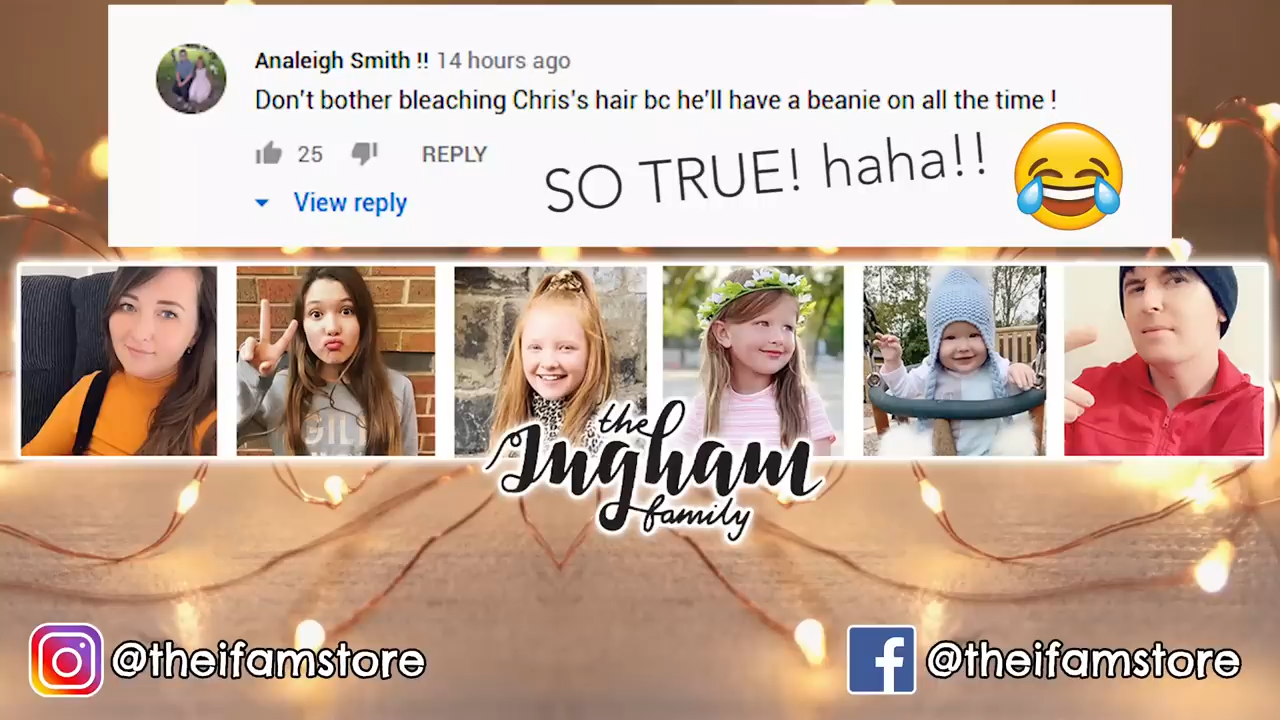 Analeigh Smith !! 14 hours ago
Don't bother bleaching Chris's hair bc he'll have a beanie on all the time !
25 REPLY
View reply
SO TRUE! haha!!
GILL
the
Ingham
family
@theifamstore
@theifamstore